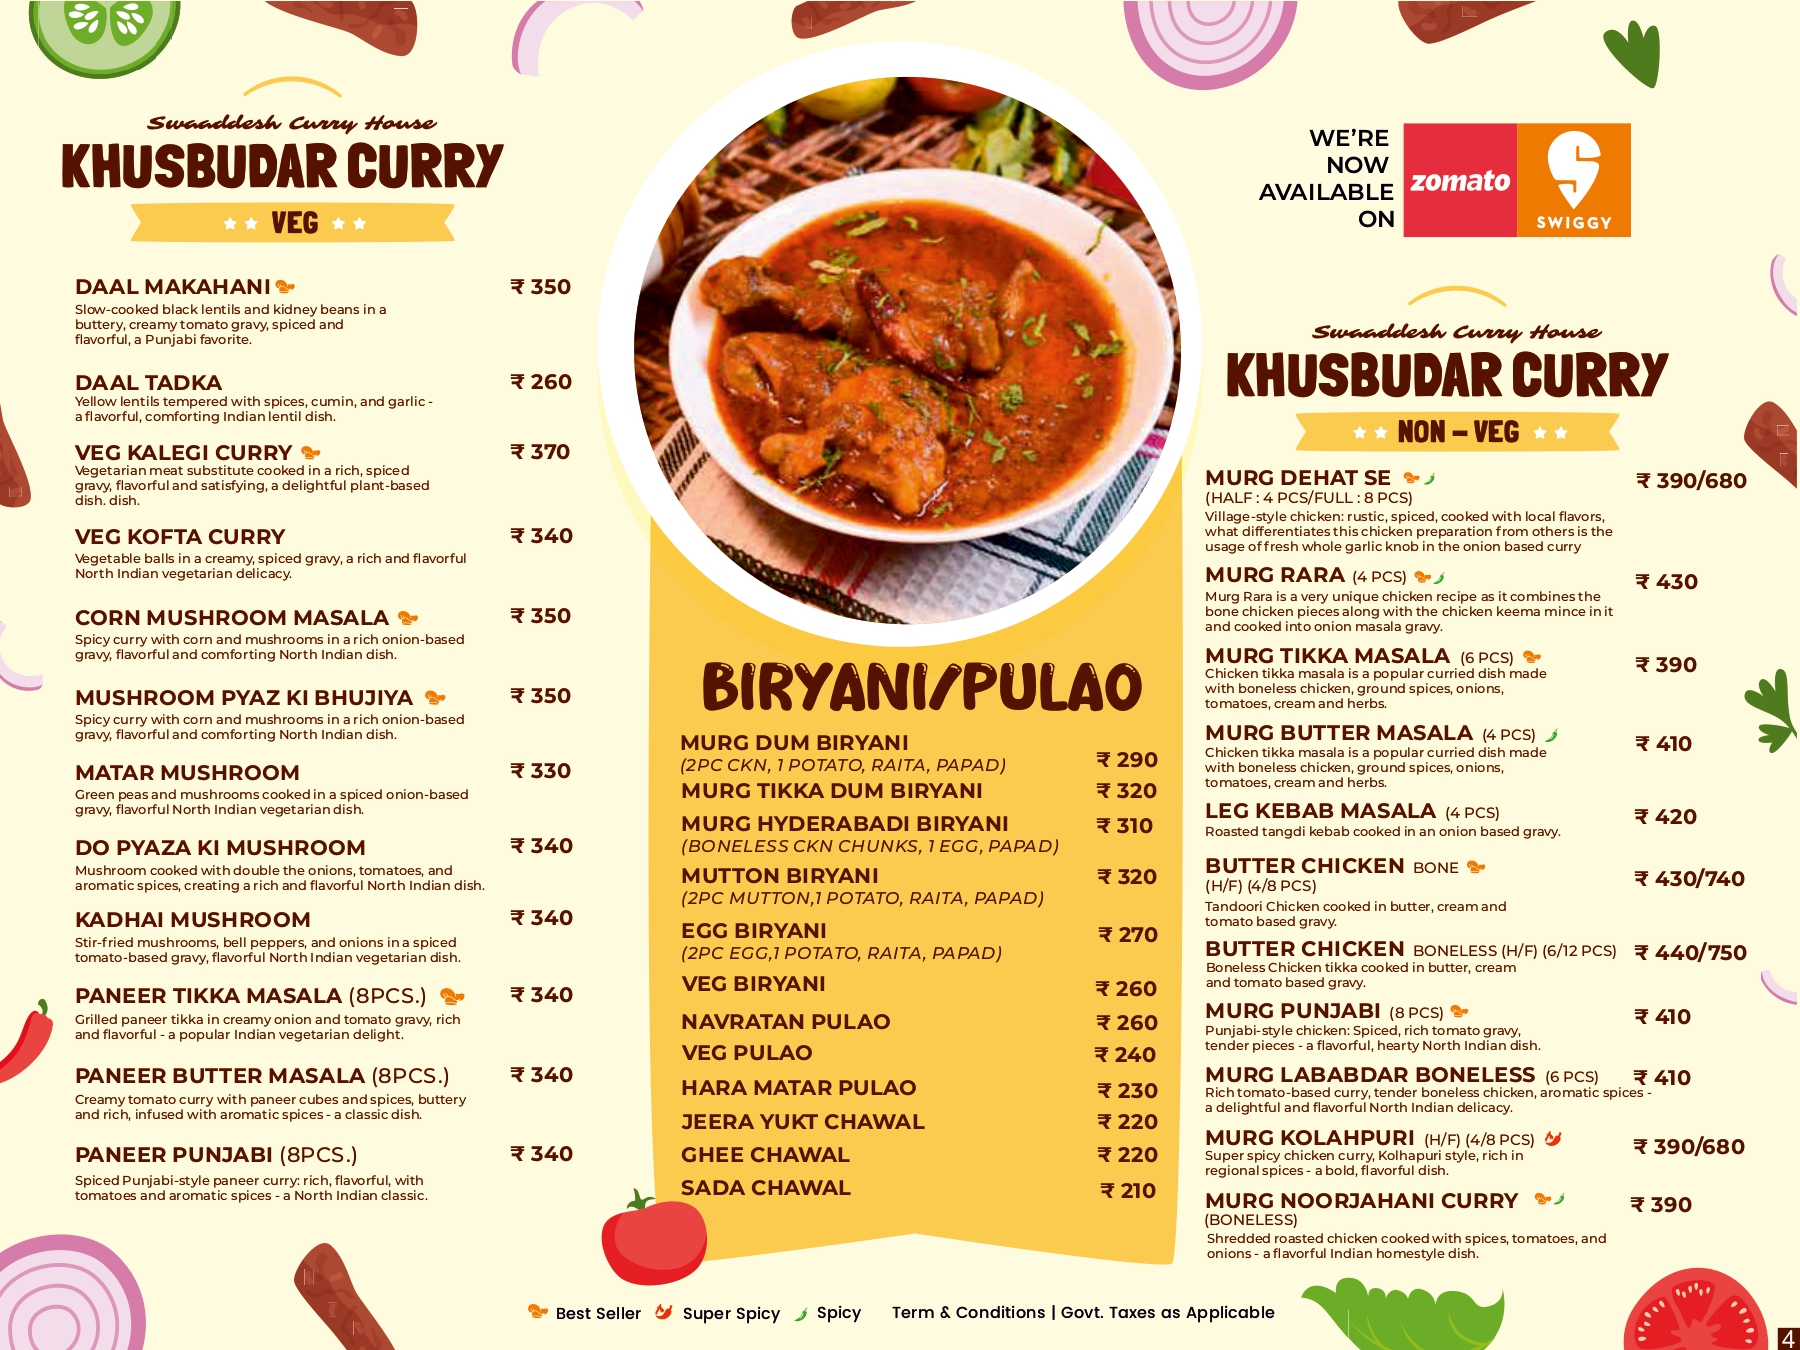 Swaaddesh Curry House
KHUSBUDAR CURRY
VEG
DAAL MAKAHANI ₹ 350
Slow-cooked black lentils and kidney beans in a
buttery, creamy tomato gravy, spiced and
flavorful, a Punjabi favorite.
DAAL TADKA ₹ 260
Yellow lentils tempered with spices, cumin, and garlic -
a flavorful, comforting Indian lentil dish.
VEG KALEGI CURRY ₹ 370
Vegetarian meat substitute cooked in a rich, spiced
gravy, flavorful and satisfying, a delightful plant-based
dish. dish.
VEG KOFTA CURRY ₹ 340
Vegetable balls in a creamy, spiced gravy, a rich and flavorful
North Indian vegetarian delicacy.
CORN MUSHROOM MASALA ₹ 350
Spicy curry with corn and mushrooms in a rich onion-based
gravy, flavorful and comforting North Indian dish.
MUSHROOM PYAZ KI BHUJIYA ₹ 350
Spicy curry with corn and mushrooms in a rich onion-based
gravy, flavorful and comforting North Indian dish.
MATAR MUSHROOM ₹ 330
Green peas and mushrooms cooked in a spiced onion-based
gravy, flavorful North Indian vegetarian dish.
DO PYAZA KI MUSHROOM ₹ 340
Mushroom cooked with double the onions, tomatoes, and
aromatic spices, creating a rich and flavorful North Indian dish.
KADHAI MUSHROOM ₹ 340
Stir-fried mushrooms, bell peppers, and onions in a spiced
tomato-based gravy, flavorful North Indian vegetarian dish.
PANEER TIKKA MASALA (8PCS.) ₹ 340
Grilled paneer tikka in creamy onion and tomato gravy, rich
and flavorful - a popular Indian vegetarian delight.
PANEER BUTTER MASALA (8PCS.) ₹ 340
Creamy tomato curry with paneer cubes and spices, buttery
and rich, infused with aromatic spices - a classic dish.
PANEER PUNJABI (8PCS.) ₹ 340
Spiced Punjabi-style paneer curry: rich, flavorful, with
tomatoes and aromatic spices - a North Indian classic.
BIRYANI/PULAO
MURG DUM BIRYANI
(2PC CKN, 1 POTATO, RAITA, PAPAD) ₹ 290
MURG TIKKA DUM BIRYANI ₹ 320
MURG HYDERABADI BIRYANI ₹ 310
(BONELESS CKN CHUNKS, 1 EGG, PAPAD)
MUTTON BIRYANI ₹ 320
(2PC MUTTON,1 POTATO, RAITA, PAPAD)
EGG BIRYANI ₹ 270
(2PC EGG,1 POTATO, RAITA, PAPAD)
VEG BIRYANI ₹ 260
NAVRATAN PULAO ₹ 260
VEG PULAO ₹ 240
HARA MATAR PULAO ₹ 230
JEERA YUKT CHAWAL ₹ 220
GHEE CHAWAL ₹ 220
SADA CHAWAL ₹ 210
WE'RE
NOW
AVAILABLE
ON
zomato
SWIGGY
Swaaddesh Curry House
KHUSBUDAR CURRY
NON – VEG
MURG DEHAT SE ₹ 390/680
(HALF : 4 PCS/FULL : 8 PCS)
Village-style chicken: rustic, spiced, cooked with local flavors,
what differentiates this chicken preparation from others is the
usage of fresh whole garlic knob in the onion based curry
MURG RARA (4 PCS) ₹ 430
Murg Rara is a very unique chicken recipe as it combines the
bone chicken pieces along with the chicken keema mince in it
and cooked into onion masala gravy.
MURG TIKKA MASALA (6 PCS) ₹ 390
Chicken tikka masala is a popular curried dish made
with boneless chicken, ground spices, onions,
tomatoes, cream and herbs.
MURG BUTTER MASALA (4 PCS) ₹ 410
Chicken tikka masala is a popular curried dish made
with boneless chicken, ground spices, onions,
tomatoes, cream and herbs.
LEG KEBAB MASALA (4 PCS) ₹ 420
Roasted tangdi kebab cooked in an onion based gravy.
BUTTER CHICKEN BONE ₹ 430/740
(H/F) (4/8 PCS)
Tandoori Chicken cooked in butter, cream and
tomato based gravy.
BUTTER CHICKEN BONELESS (H/F) (6/12 PCS) ₹ 440/750
Boneless Chicken tikka cooked in butter, cream
and tomato based gravy.
MURG PUNJABI (8 PCS) ₹ 410
Punjabi-style chicken: Spiced, rich tomato gravy,
tender pieces - a flavorful, hearty North Indian dish.
MURG LABABDAR BONELESS (6 PCS) ₹ 410
Rich tomato-based curry, tender boneless chicken, aromatic spices -
a delightful and flavorful North Indian delicacy.
MURG KOLAHPURI (H/F) (4/8 PCS) ₹ 390/680
Super spicy chicken curry, Kolhapuri style, rich in
regional spices - a bold, flavorful dish.
MURG NOORJAHANI CURRY ₹ 390
(BONELESS)
Shredded roasted chicken cooked with spices, tomatoes, and
onions - a flavorful Indian homestyle dish.
Best Seller Super Spicy Spicy Term & Conditions | Govt. Taxes as Applicable
4